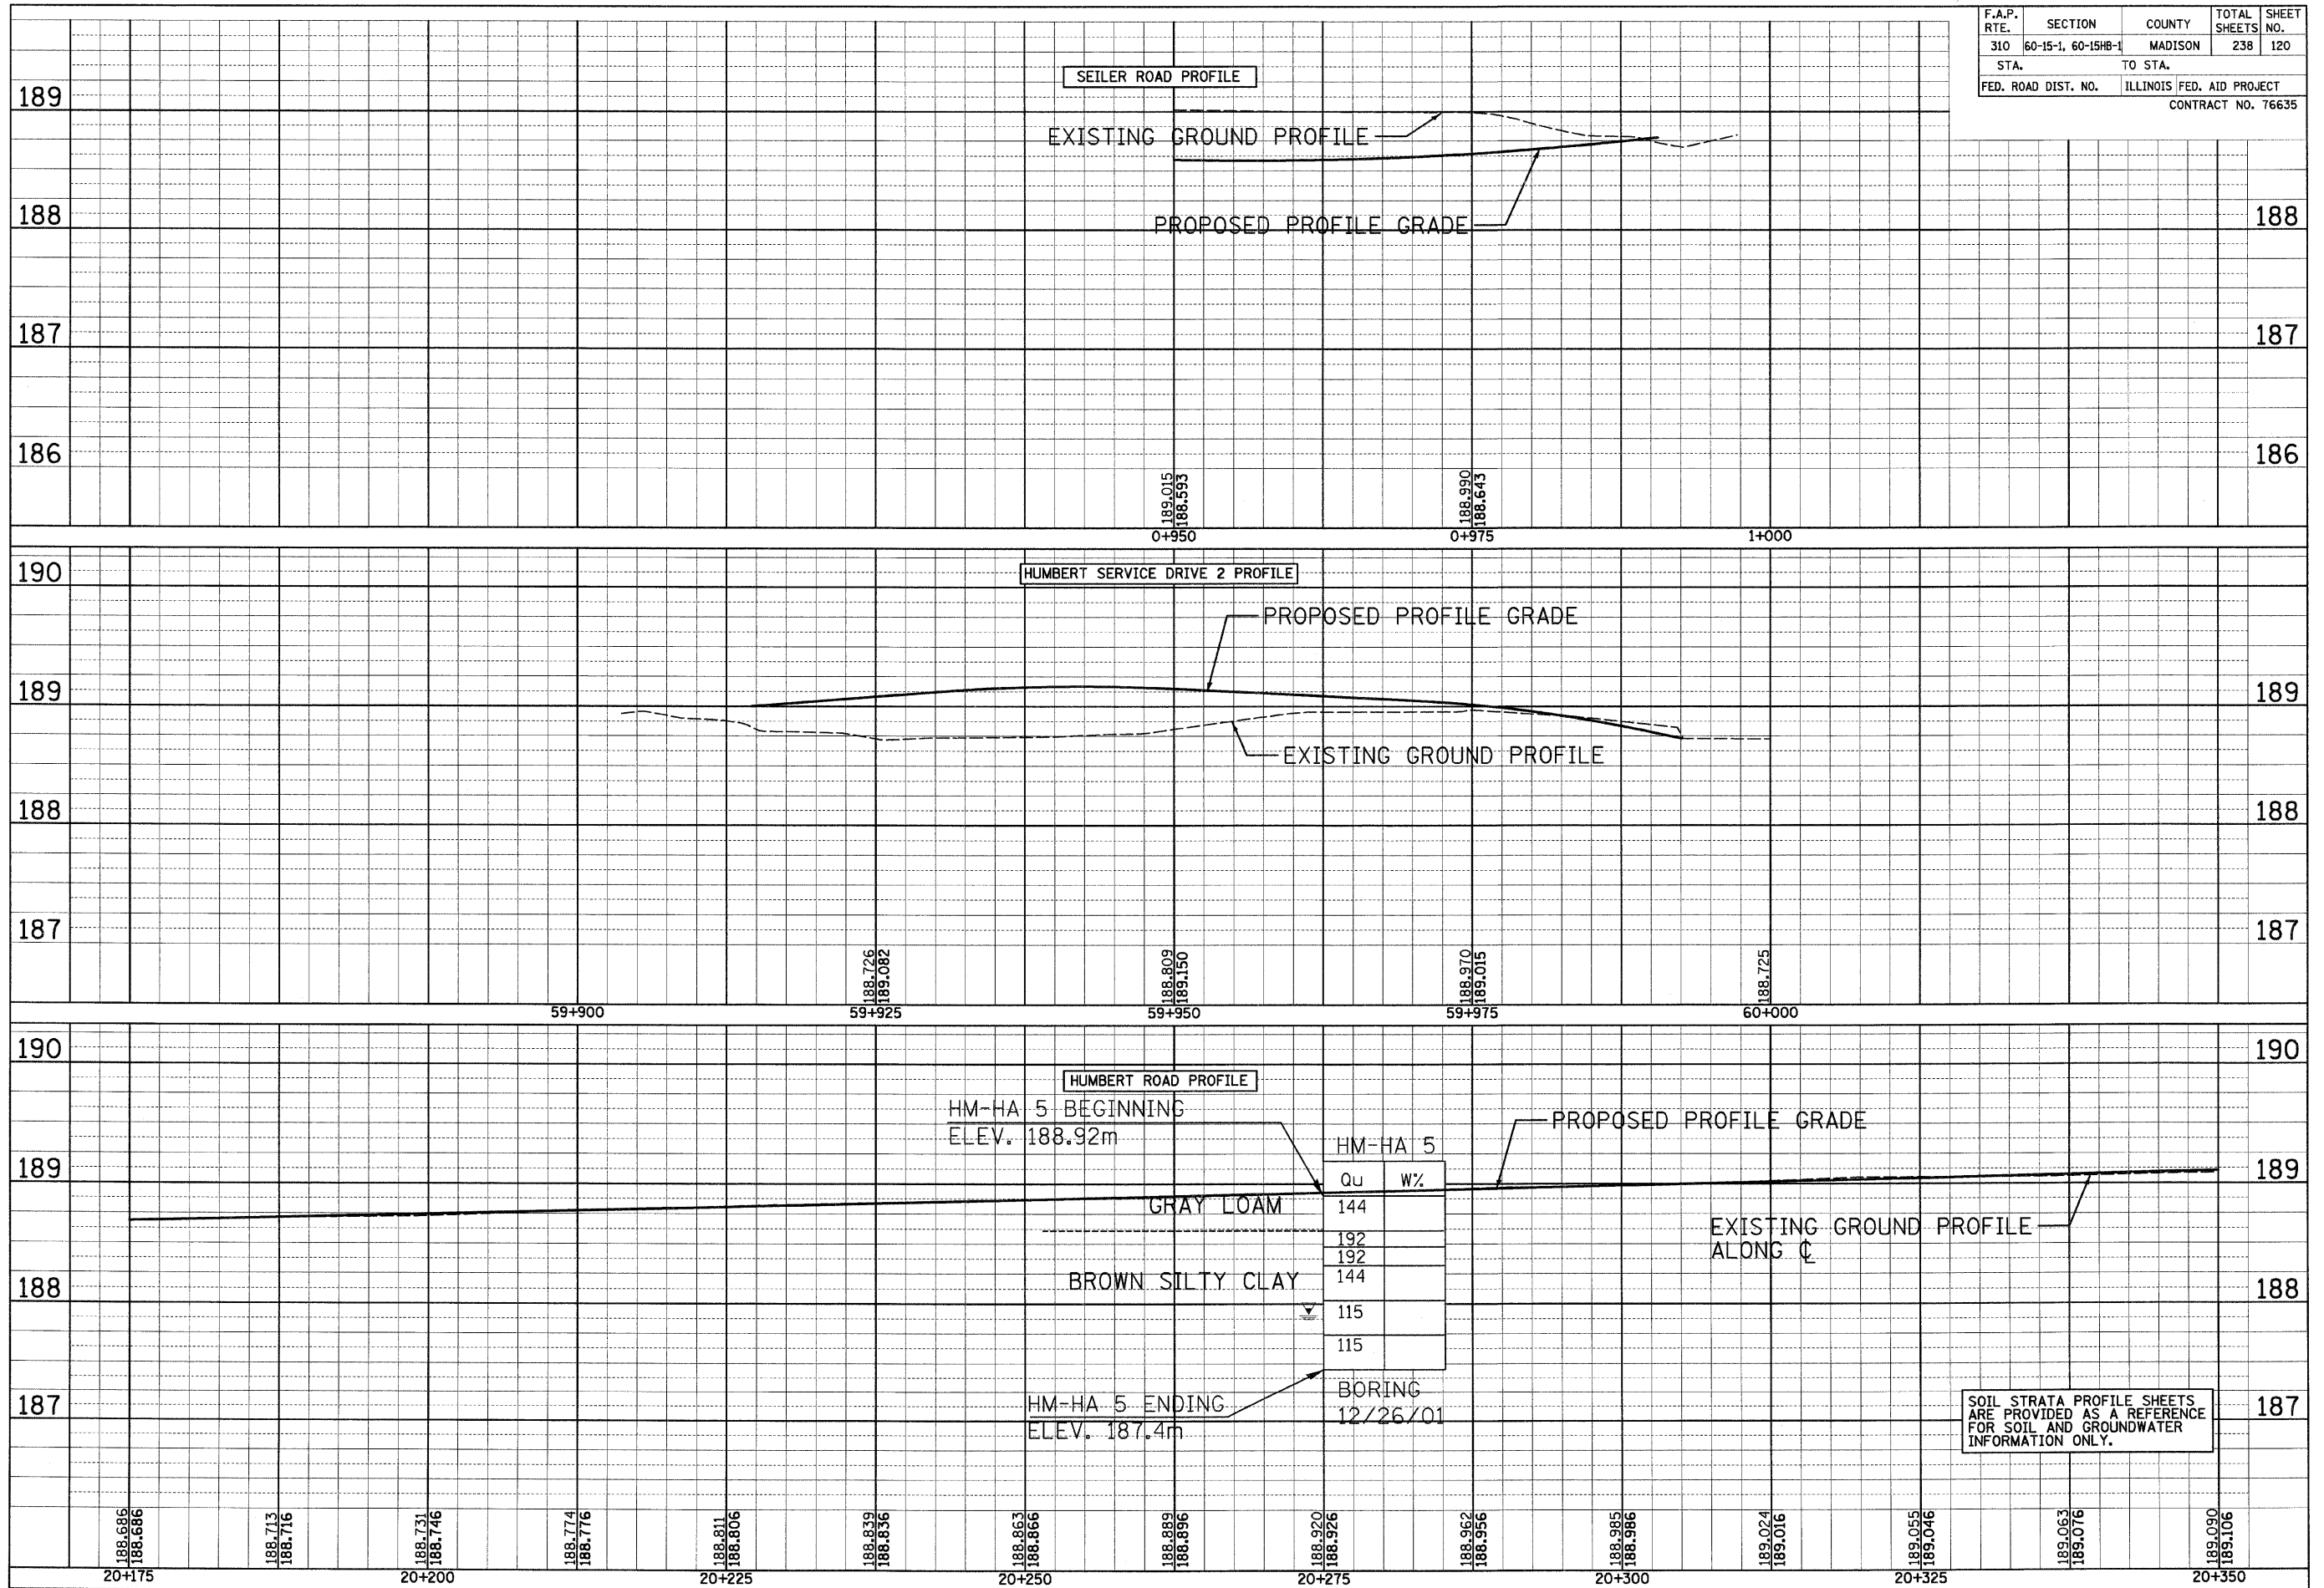 F.A.P. RTE. SECTION COUNTY TOTAL SHEETS SHEET NO.
310 60-15-1, 60-15HB-1 MADISON 238 120
STA. TO STA.
FED. ROAD DIST. NO. ILLINOIS FED. AID PROJECT
CONTRACT NO. 76635
SEILER ROAD PROFILE
189
EXISTING GROUND PROFILE
188 188
PROPOSED PROFILE GRADE
187 187
186 186
189.015 188.990
188.593 188.643
0+950 0+975 1+000
190
HUMBERT SERVICE DRIVE 2 PROFILE
PROPOSED PROFILE GRADE
189 189
EXISTING GROUND PROFILE
188 188
187 187
188.726 188.809 188.970 188.725
189.082 189.150 189.015
59+900 59+925 59+950 59+975 60+000
190 190
HUMBERT ROAD PROFILE
HM-HA 5 BEGINNING
ELEV. 188.92m
PROPOSED PROFILE GRADE
HM-HA 5
189 189
Qu W%
GRAY LOAM 144
EXISTING GROUND PROFILE
ALONG ℄
192
192
BROWN SILTY CLAY 144
188 188
115
115
BORING
12/26/01
HM-HA 5 ENDING
ELEV. 187.4m
187 187
SOIL STRATA PROFILE SHEETS
ARE PROVIDED AS A REFERENCE
FOR SOIL AND GROUNDWATER
INFORMATION ONLY.
188.686 188.713 188.731 188.774 188.811 188.839 188.863 188.889 188.920 188.962 188.985 189.024 189.055 189.063 189.090
188.686 188.716 188.746 188.776 188.806 188.836 188.866 188.896 188.926 188.956 188.986 189.016 189.046 189.076 189.106
20+175 20+200 20+225 20+250 20+275 20+300 20+325 20+350